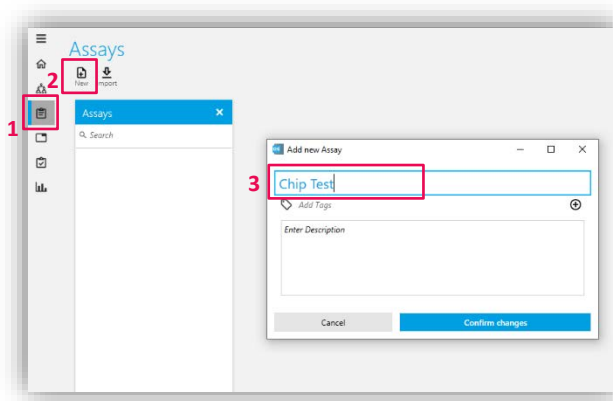 Assays
2
New Import
1
Assays
Search
Add new Assay
3
Chip Test
Add Tags
Enter Description
Cancel Confirm changes